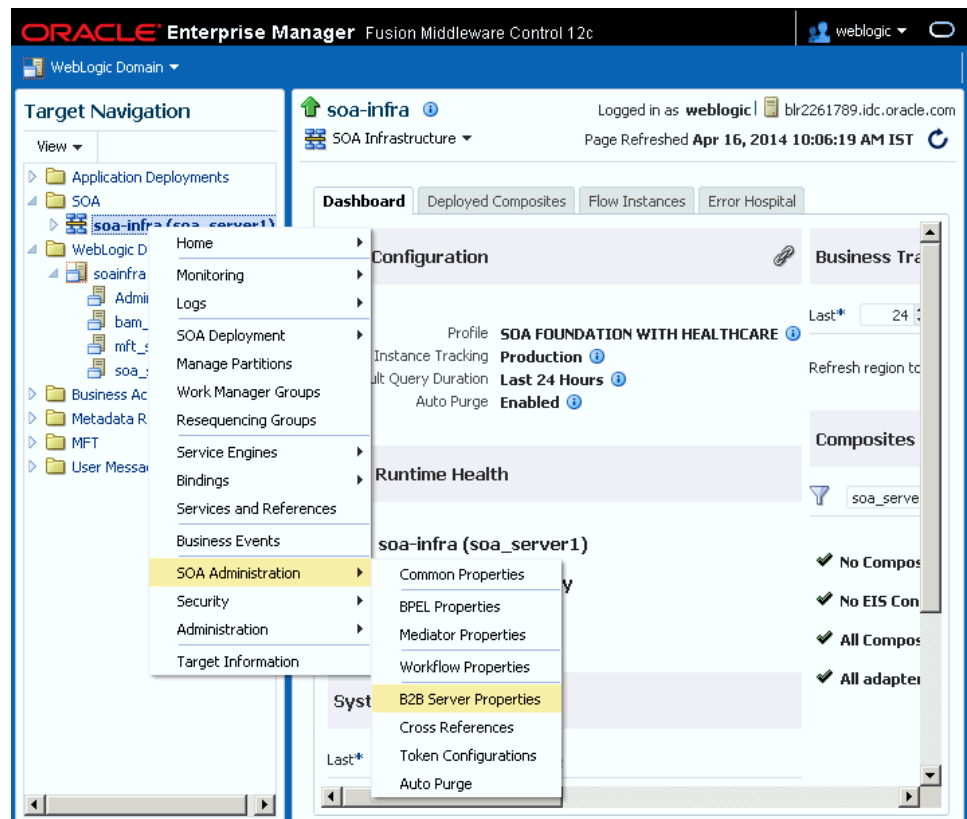 ORACLE Enterprise Manager Fusion Middleware Control 12c
weblogic
WebLogic Domain
Target Navigation
View
Application Deployments
SOA
soa-infra (soa_server1)
WebLogic D
soainfra
Admi
bam_
mft_s
soa_s
Business Ac
Metadata R
MFT
User Messa
Home
Monitoring
Logs
SOA Deployment
Manage Partitions
Work Manager Groups
Resequencing Groups
Service Engines
Bindings
Services and References
Business Events
SOA Administration
Security
Administration
Target Information
Common Properties
BPEL Properties
Mediator Properties
Workflow Properties
B2B Server Properties
Cross References
Token Configurations
Auto Purge
soa-infra
Logged in as weblogic
blr2261789.idc.oracle.com
SOA Infrastructure
Page Refreshed Apr 16, 2014 10:06:19 AM IST
Dashboard
Deployed Composites
Flow Instances
Error Hospital
Configuration
Profile SOA FOUNDATION WITH HEALTHCARE
Instance Tracking Production
ult Query Duration Last 24 Hours
Auto Purge Enabled
Runtime Health
soa-infra (soa_server1)
y
Syst
Last*
Business Tra
Last* 24
Refresh region to
Composites
soa_serve
No Compos
No EIS Con
All Compos
All adapter